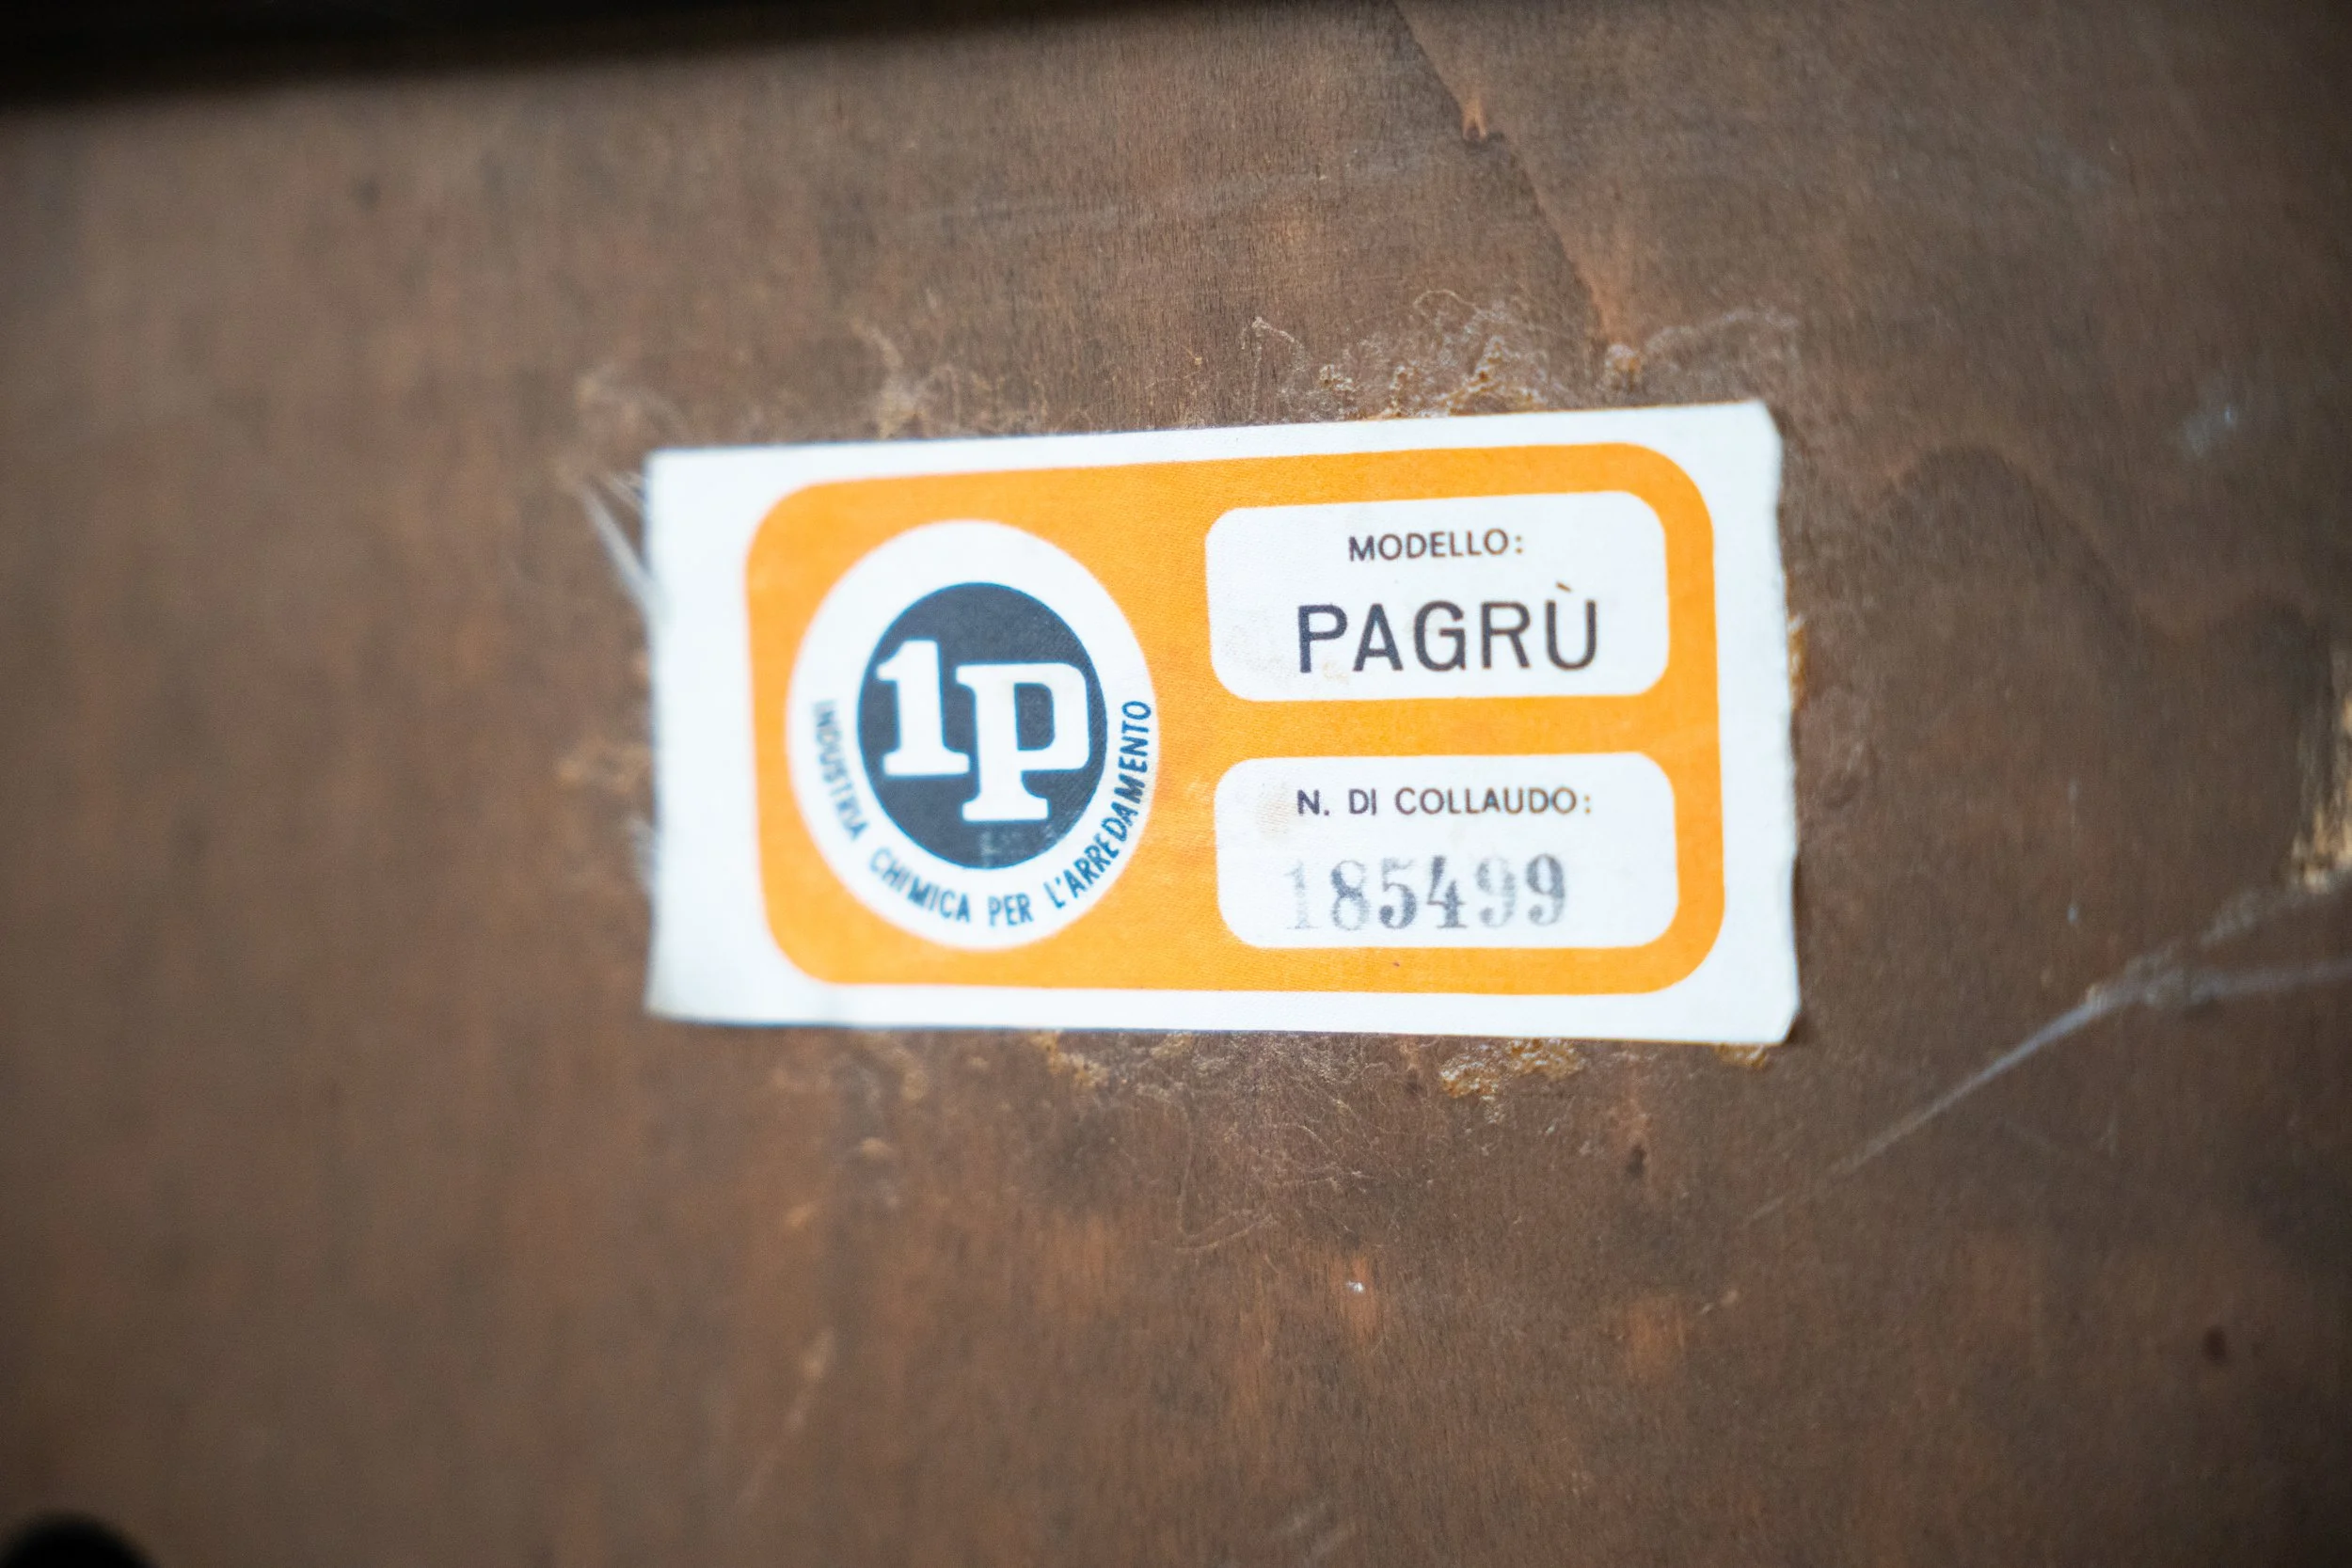 1P
INDUSTRIA CHIMICA PER L'ARREDAMENTO
MODELLO:
PAGRÙ
N. DI COLLAUDO:
185499